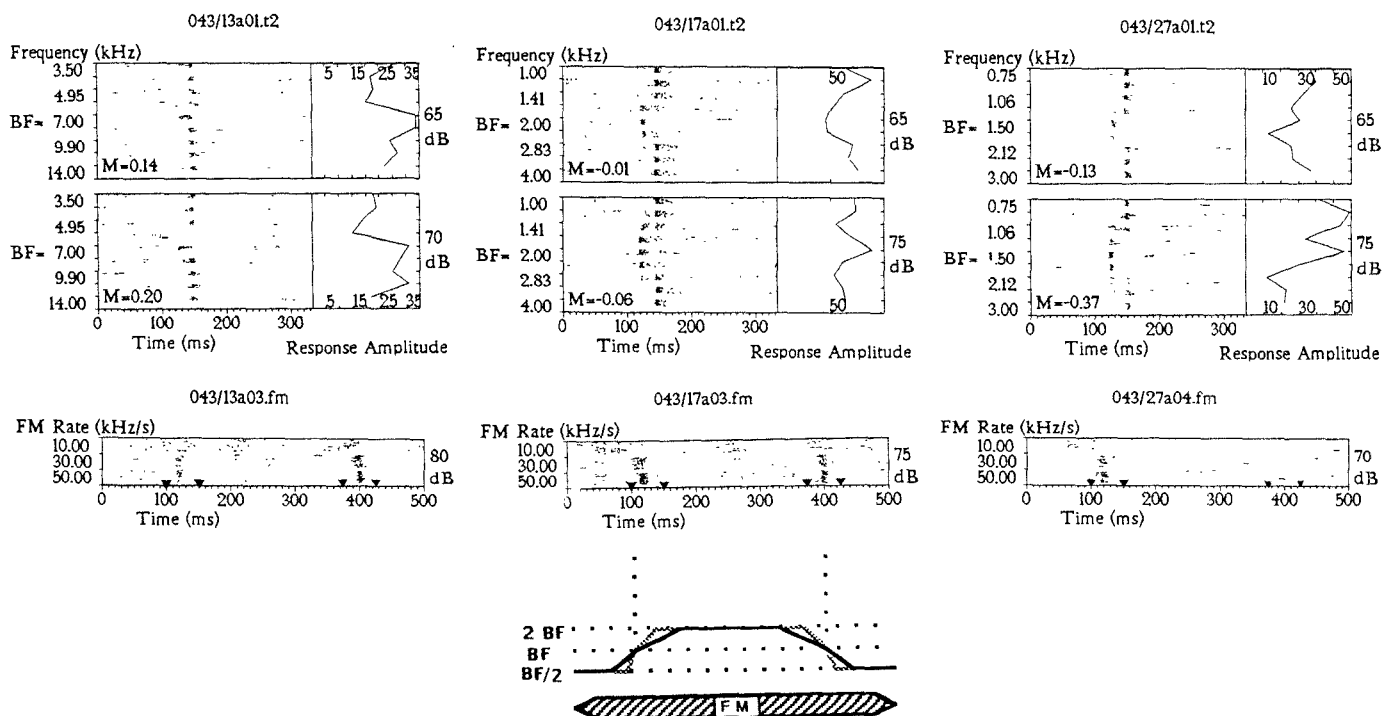 043/13a01.t2
Frequency (kHz)
3.50
4.95
BF= 7.00
9.90
14.00
M=0.14
5 15 25 35
65
dB
3.50
4.95
BF= 7.00
9.90
14.00
M=0.20
5 15 25 35
70
dB
0 100 200 300
Time (ms)
Response Amplitude
043/17a01.t2
Frequency (kHz)
1.00
1.41
BF= 2.00
2.83
4.00
M=-0.01
50
65
dB
1.00
1.41
BF= 2.00
2.83
4.00
M=-0.06
50
75
dB
0 100 200 300
Time (ms)
Response Amplitude
043/27a01.t2
Frequency (kHz)
0.75
1.06
BF= 1.50
2.12
3.00
M=-0.13
10 30 50
65
dB
0.75
1.06
BF= 1.50
2.12
3.00
M=-0.37
10 30 50
75
dB
0 100 200 300
Time (ms)
Response Amplitude
043/13a03.fm
FM Rate (kHz/s)
10.00
30.00
50.00
80
dB
0 100 200 300 400 500
Time (ms)
043/17a03.fm
FM Rate (kHz/s)
10.00
30.00
50.00
75
dB
0 100 200 300 400 500
Time (ms)
043/27a04.fm
FM Rate (kHz/s)
10.00
30.00
50.00
70
dB
0 100 200 300 400 500
Time (ms)
2 BF
BF
BF/2
FM